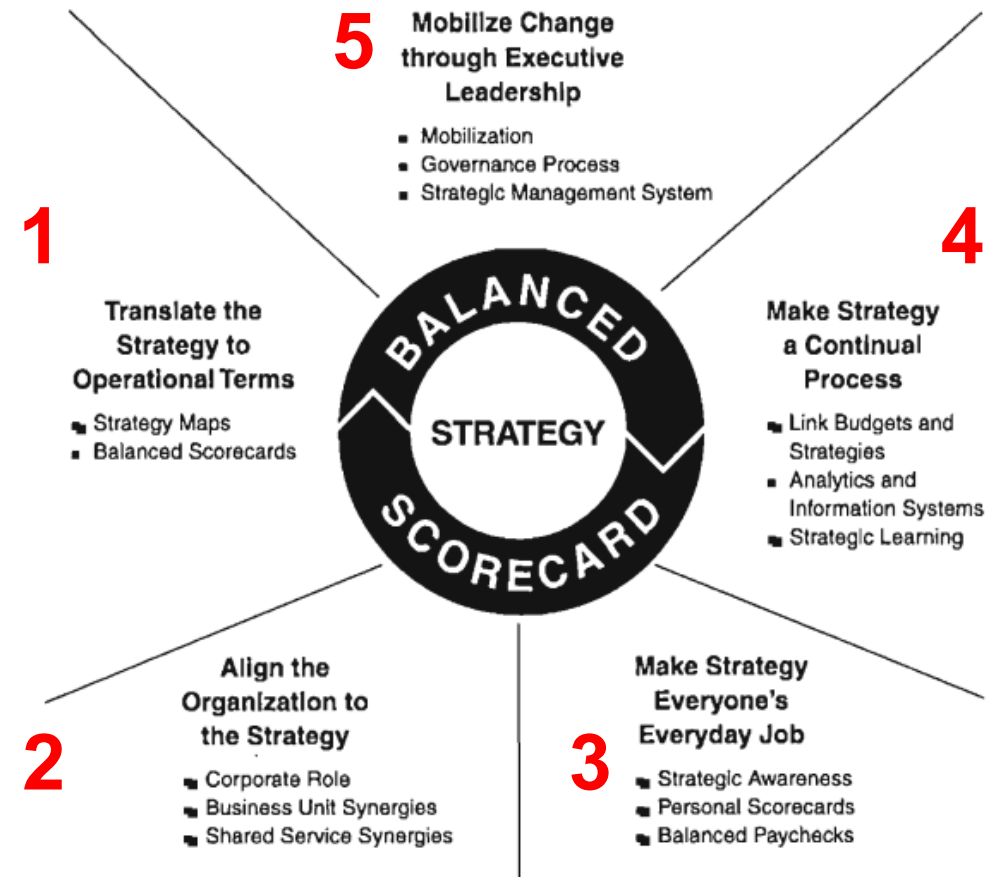 5
Mobilize Change
through Executive
Leadership
Mobilization
Governance Process
Strategic Management System
1
Translate the
Strategy to
Operational Terms
Strategy Maps
Balanced Scorecards
4
Make Strategy
a Continual
Process
Link Budgets and
Strategies
Analytics and
Information Systems
Strategic Learning
BALANCED
STRATEGY
SCORECARD
2
Align the
Organization to
the Strategy
Corporate Role
Business Unit Synergies
Shared Service Synergies
3
Make Strategy
Everyone's
Everyday Job
Strategic Awareness
Personal Scorecards
Balanced Paychecks